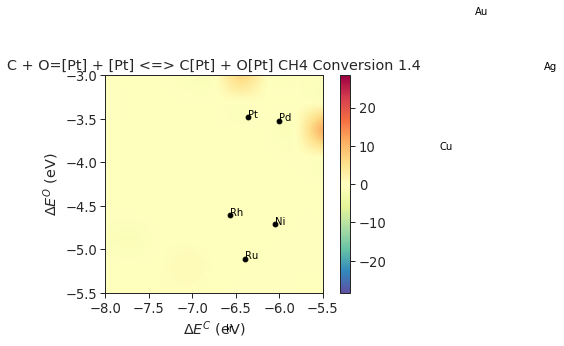 Au
C + O=[Pt] + [Pt] <=> C[Pt] + O[Pt] CH4 Conversion 1.4
Ag
−3.0
−3.5
−4.0
−4.5
−5.0
−5.5
ΔE^O (eV)
Pt
Pd
Cu
Rh
Ni
Ru
20
10
0
−10
−20
−8.0 −7.5 −7.0 −6.5 −6.0 −5.5
ΔE^C (eV)
Ir